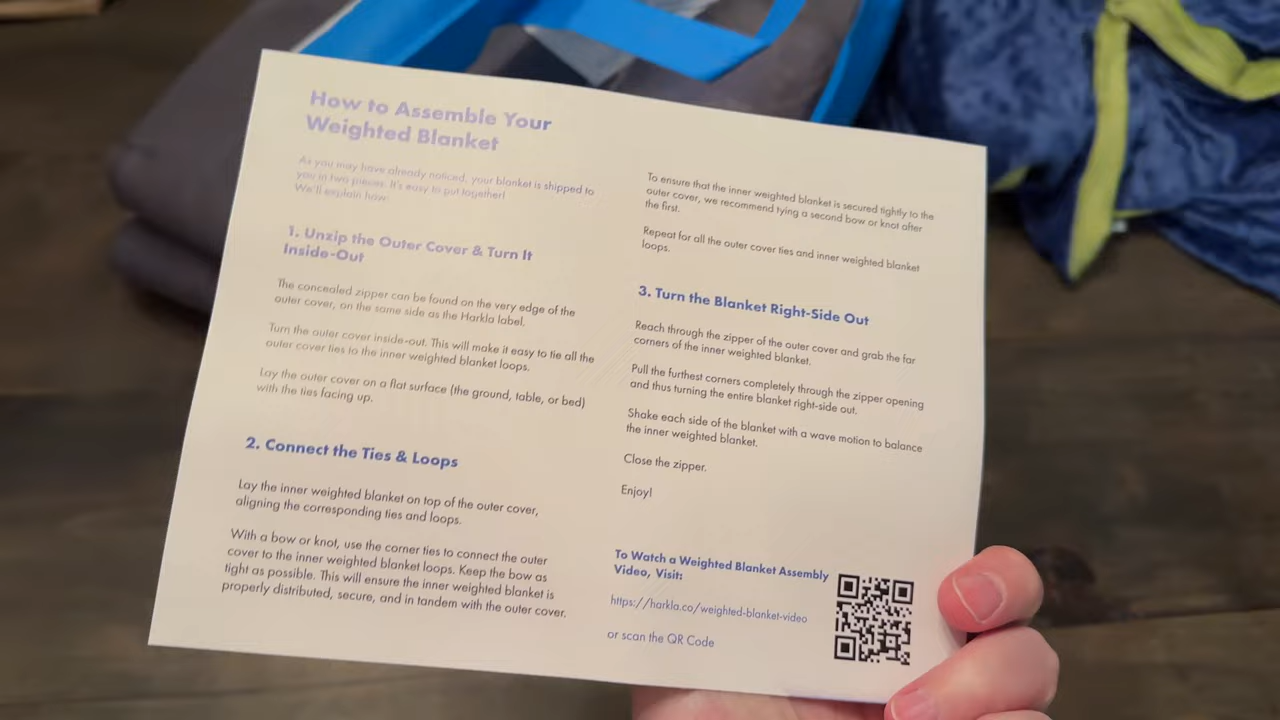 How to Assemble Your
Weighted Blanket
As you may have already noticed, your blanket is shipped to
you in two pieces. It's easy to put together!
We'll explain how:
1. Unzip the Outer Cover & Turn It
Inside-Out
The concealed zipper can be found on the very edge of the
outer cover, on the same side as the Harkla label.
Turn the outer cover inside-out. This will make it easy to tie all the
outer cover ties to the inner weighted blanket loops.
Lay the outer cover on a flat surface (the ground, table, or bed)
with the ties facing up.
2. Connect the Ties & Loops
Lay the inner weighted blanket on top of the outer cover,
aligning the corresponding ties and loops.
With a bow or knot, use the corner ties to connect the outer
cover to the inner weighted blanket loops. Keep the bow as
tight as possible. This will ensure the inner weighted blanket is
properly distributed, secure, and in tandem with the outer cover.
To ensure that the inner weighted blanket is secured tightly to the
outer cover, we recommend tying a second bow or knot after
the first.
Repeat for all the outer cover ties and inner weighted blanket
loops.
3. Turn the Blanket Right-Side Out
Reach through the zipper of the outer cover and grab the far
corners of the inner weighted blanket.
Pull the furthest corners completely through the zipper opening
and thus turning the entire blanket right-side out.
Shake each side of the blanket with a wave motion to balance
the inner weighted blanket.
Close the zipper.
Enjoy!
To Watch a Weighted Blanket Assembly
Video, Visit:
https://harkla.co/weighted-blanket-video
or scan the QR Code